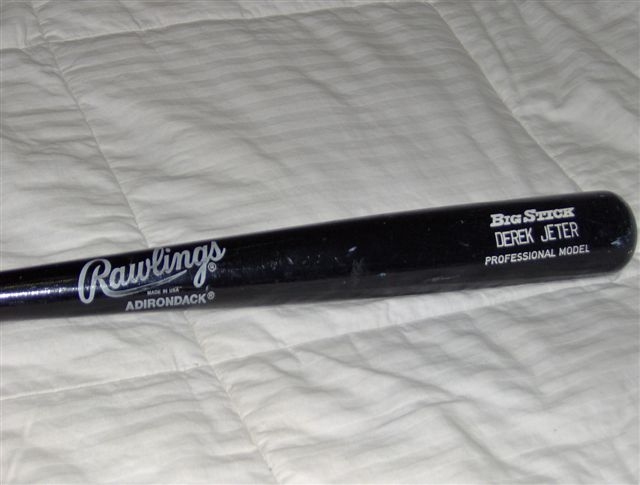 Rawlings®
MADE IN USA
ADIRONDACK®
BIG STICK
DEREK JETER
PROFESSIONAL MODEL